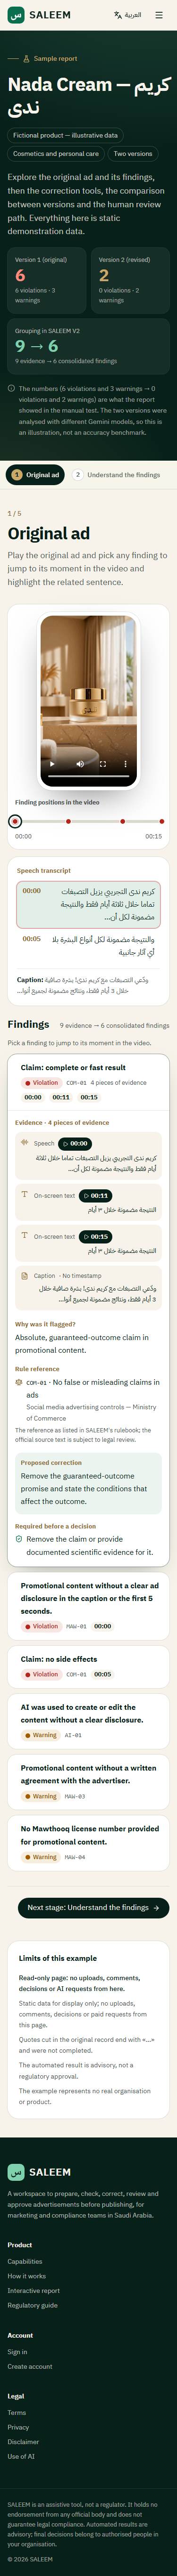 س SALEEM
العربية
Sample report
Nada Cream — كريم
ندى
Fictional product — illustrative data
Cosmetics and personal care
Two versions
Explore the original ad and its findings,
then the correction tools, the comparison
between versions and the human review
path. Everything here is static
demonstration data.
Version 1 (original)
6
6 violations · 3
warnings
Version 2 (revised)
2
0 violations · 2
warnings
Grouping in SALEEM V2
9 → 6
9 evidence → 6 consolidated findings
The numbers (6 violations and 3 warnings → 0
violations and 2 warnings) are what the report
showed in the manual test. The two versions were
analysed with different Gemini models, so this is
an illustration, not an accuracy benchmark.
1 Original ad
2 Understand the findings
1 / 5
Original ad
Play the original ad and pick any finding to
jump to its moment in the video and
highlight the related sentence.
Finding positions in the video
00:00
00:15
Speech transcript
00:00
كريم ندى التجريبي يزيل التصبغات
تماما خلال ثلاثة أيام فقط والنتيجة
مضمونة لكل أن...
00:05
والنتيجة مضمونة لكل أنواع البشرة بلا
أي آثار جانبية
Caption: ودّعي التصبغات مع كريم ندى! بشرة صافية
خلال 3 أيام فقط، ونتائج مضمونة لجميع أنوا...
Findings
9 evidence → 6 consolidated findings
Pick a finding to jump to its moment in the video.
Claim: complete or fast result
Violation COM-01 4 pieces of evidence
00:00 00:11 00:15
Evidence · 4 pieces of evidence
Speech 00:00
كريم ندى التجريبي يزيل التصبغات تماما خلال ثلاثة
أيام فقط والنتيجة مضمونة لكل أن...
On-screen text 00:11
النتيجة مضمونة خلال ٣ أيام
On-screen text 00:15
النتيجة مضمونة خلال ٣ أيام
Caption · No timestamp
ودّعي التصبغات مع كريم ندى! بشرة صافية خلال
3 أيام فقط، ونتائج مضمونة لجميع أنوا...
Why was it flagged?
Absolute, guaranteed-outcome claim in
promotional content.
Rule reference
COM-01 · No false or misleading claims in
ads
Social media advertising controls — Ministry
of Commerce
The reference as listed in SALEEM's rulebook; the
official source text is subject to legal review.
Proposed correction
Remove the guaranteed-outcome
promise and state the conditions that
affect the outcome.
Required before a decision
Remove the claim or provide
documented scientific evidence for it.
Promotional content without a clear ad
disclosure in the caption or the first 5
seconds.
Violation MAW-01 00:00
Claim: no side effects
Violation COM-01 00:05
AI was used to create or edit the
content without a clear disclosure.
Warning AI-01
Promotional content without a written
agreement with the advertiser.
Warning MAW-03
No Mawthooq license number provided
for promotional content.
Warning MAW-04
Next stage: Understand the findings →
Limits of this example
Read-only page: no uploads, comments,
decisions or AI requests from here.
Static data for display only; no uploads,
comments, decisions or paid requests from
this page.
Quotes cut in the original record end with «...»
and were not completed.
The automated result is advisory, not a
regulatory approval.
The example represents no real organisation
or product.
س SALEEM
A workspace to prepare, check, correct, review and
approve advertisements before publishing, for
marketing and compliance teams in Saudi Arabia.
Product
Capabilities
How it works
Interactive report
Regulatory guide
Account
Sign in
Create account
Legal
Terms
Privacy
Disclaimer
Use of AI
SALEEM is an assistive tool, not a regulator. It holds no
endorsement from any official body and does not
guarantee legal compliance. Automated results are
advisory; final decisions belong to authorised people in
your organisation.
© 2026 SALEEM